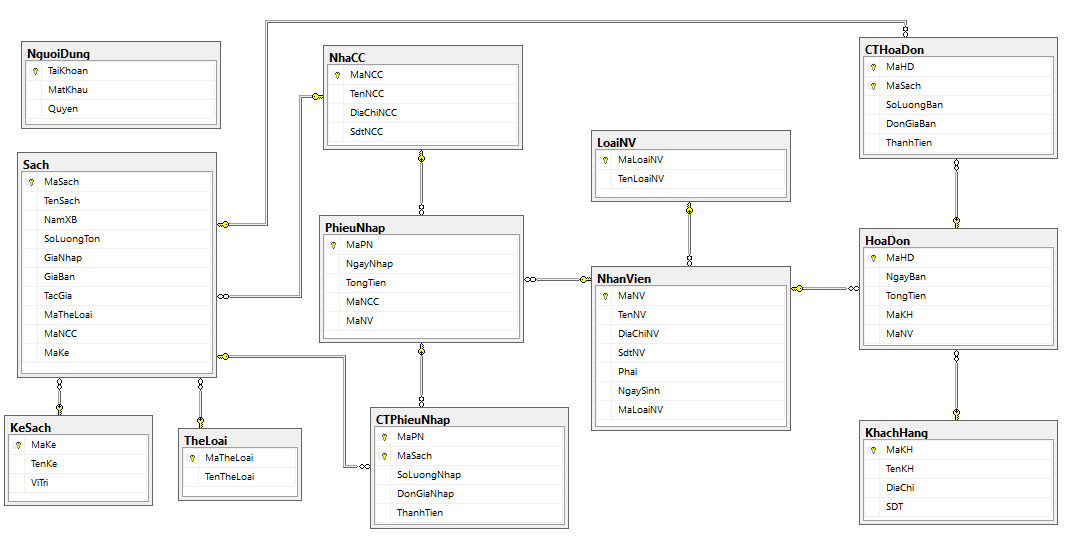 NguoiDung
TaiKhoan
MatKhau
Quyen
NhaCC
MaNCC
TenNCC
DiaChiNCC
SdtNCC
CTHoaDon
MaHD
MaSach
SoLuongBan
DonGiaBan
ThanhTien
LoaiNV
MaLoaiNV
TenLoaiNV
Sach
MaSach
TenSach
NamXB
SoLuongTon
GiaNhap
GiaBan
TacGia
MaTheLoai
MaNCC
MaKe
PhieuNhap
MaPN
NgayNhap
TongTien
MaNCC
MaNV
NhanVien
MaNV
TenNV
DiaChiNV
SdtNV
Phai
NgaySinh
MaLoaiNV
HoaDon
MaHD
NgayBan
TongTien
MaKH
MaNV
KeSach
MaKe
TenKe
ViTri
TheLoai
MaTheLoai
TenTheLoai
CTPhieuNhap
MaPN
MaSach
SoLuongNhap
DonGiaNhap
ThanhTien
KhachHang
MaKH
TenKH
DiaChi
SDT